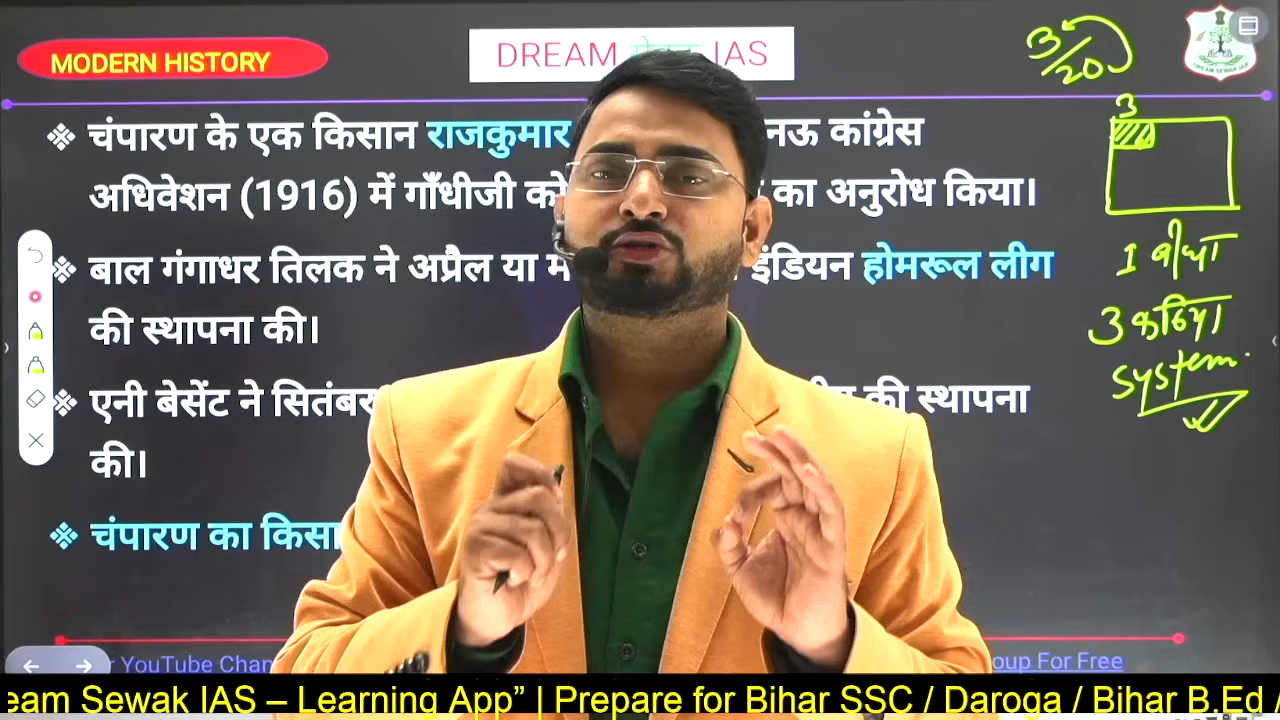 MODERN HISTORY
DREAM IAS
3/20
3
❖ चंपारण के एक किसान राजकुमार नऊ कांग्रेस
अधिवेशन (1916) में गाँधीजी को का अनुरोध किया।
1 बीघा
❖ बाल गंगाधर तिलक ने अप्रैल या म इंडियन होमरूल लीग
की स्थापना की।
3 कठिया
system
❖ एनी बेसेंट ने सितंबर की स्थापना
की।
❖ चंपारण का किसा
r YouTube Chan oup For Free
eam Sewak IAS – Learning App” | Prepare for Bihar SSC / Daroga / Bihar B.Ed /